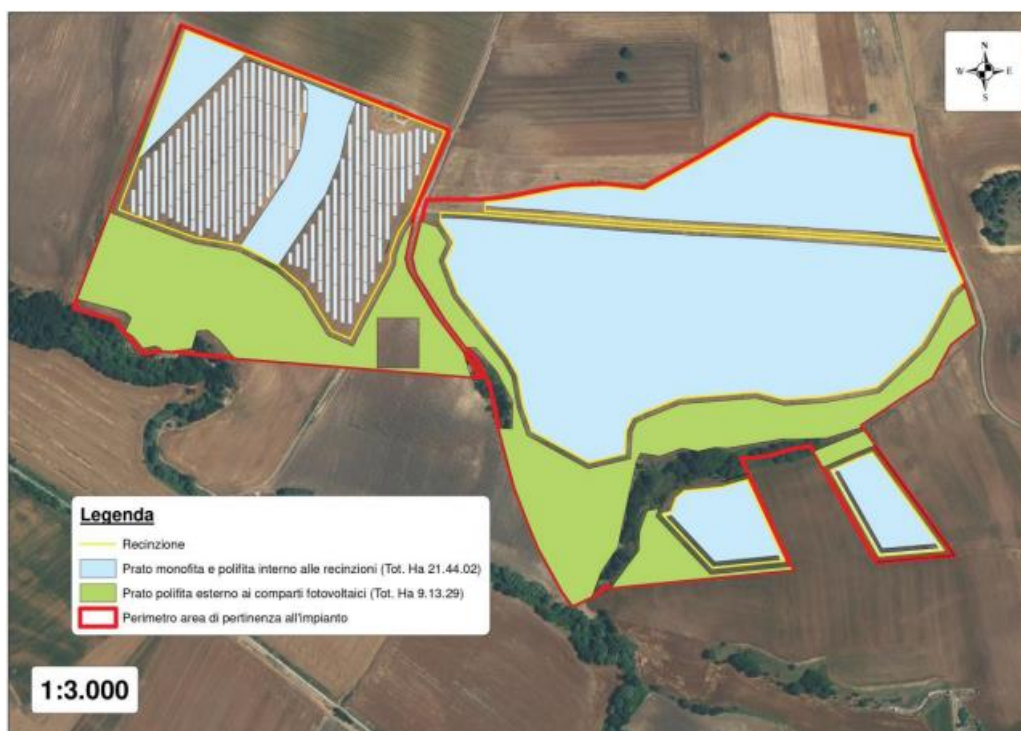 N
W E
S
Legenda
Recinzione
Prato monofita e polifita interno alle recinzioni (Tot. Ha 21.44.02)
Prato polifita esterno ai comparti fotovoltaici (Tot. Ha 9.13.29)
Perimetro area di pertinenza all'impianto
1:3.000